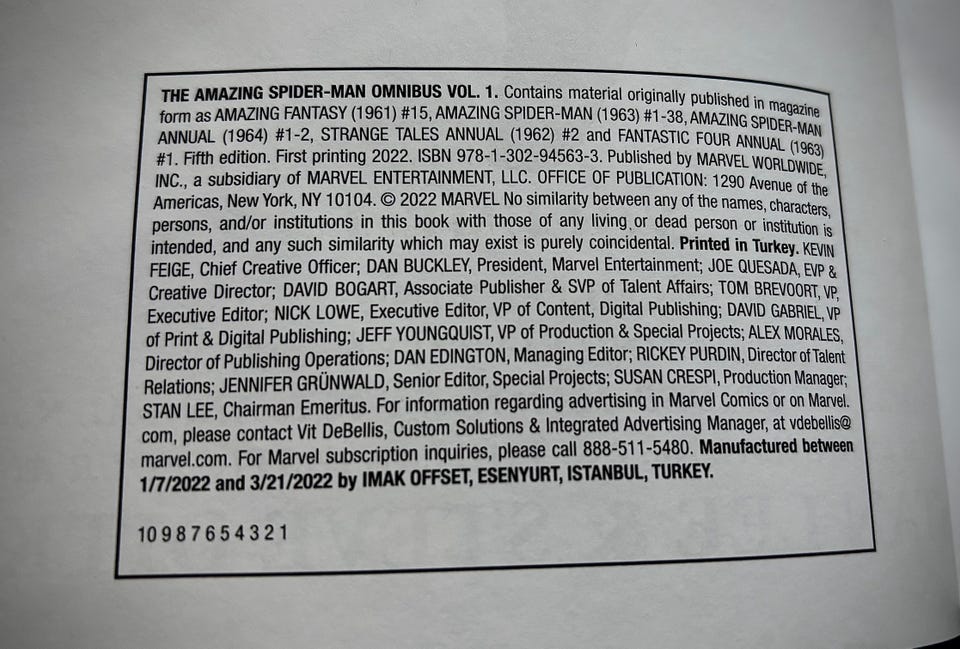 THE AMAZING SPIDER-MAN OMNIBUS VOL. 1. Contains material originally published in magazine
form as AMAZING FANTASY (1961) #15, AMAZING SPIDER-MAN (1963) #1-38, AMAZING SPIDER-MAN
ANNUAL (1964) #1-2, STRANGE TALES ANNUAL (1962) #2 and FANTASTIC FOUR ANNUAL (1963)
#1. Fifth edition. First printing 2022. ISBN 978-1-302-94563-3. Published by MARVEL WORLDWIDE,
INC., a subsidiary of MARVEL ENTERTAINMENT, LLC. OFFICE OF PUBLICATION: 1290 Avenue of the
Americas, New York, NY 10104. © 2022 MARVEL No similarity between any of the names, characters,
persons, and/or institutions in this book with those of any living or dead person or institution is
intended, and any such similarity which may exist is purely coincidental. Printed in Turkey. KEVIN
FEIGE, Chief Creative Officer; DAN BUCKLEY, President, Marvel Entertainment; JOE QUESADA, EVP &
Creative Director; DAVID BOGART, Associate Publisher & SVP of Talent Affairs; TOM BREVOORT, VP,
Executive Editor; NICK LOWE, Executive Editor, VP of Content, Digital Publishing; DAVID GABRIEL, VP
of Print & Digital Publishing; JEFF YOUNGQUIST, VP of Production & Special Projects; ALEX MORALES,
Director of Publishing Operations; DAN EDINGTON, Managing Editor; RICKEY PURDIN, Director of Talent
Relations; JENNIFER GRÜNWALD, Senior Editor, Special Projects; SUSAN CRESPI, Production Manager;
STAN LEE, Chairman Emeritus. For information regarding advertising in Marvel Comics or on Marvel.
com, please contact Vit DeBellis, Custom Solutions & Integrated Advertising Manager, at vdebellis@
marvel.com. For Marvel subscription inquiries, please call 888-511-5480. Manufactured between
1/7/2022 and 3/21/2022 by IMAK OFFSET, ESENYURT, ISTANBUL, TURKEY.
10 9 8 7 6 5 4 3 2 1